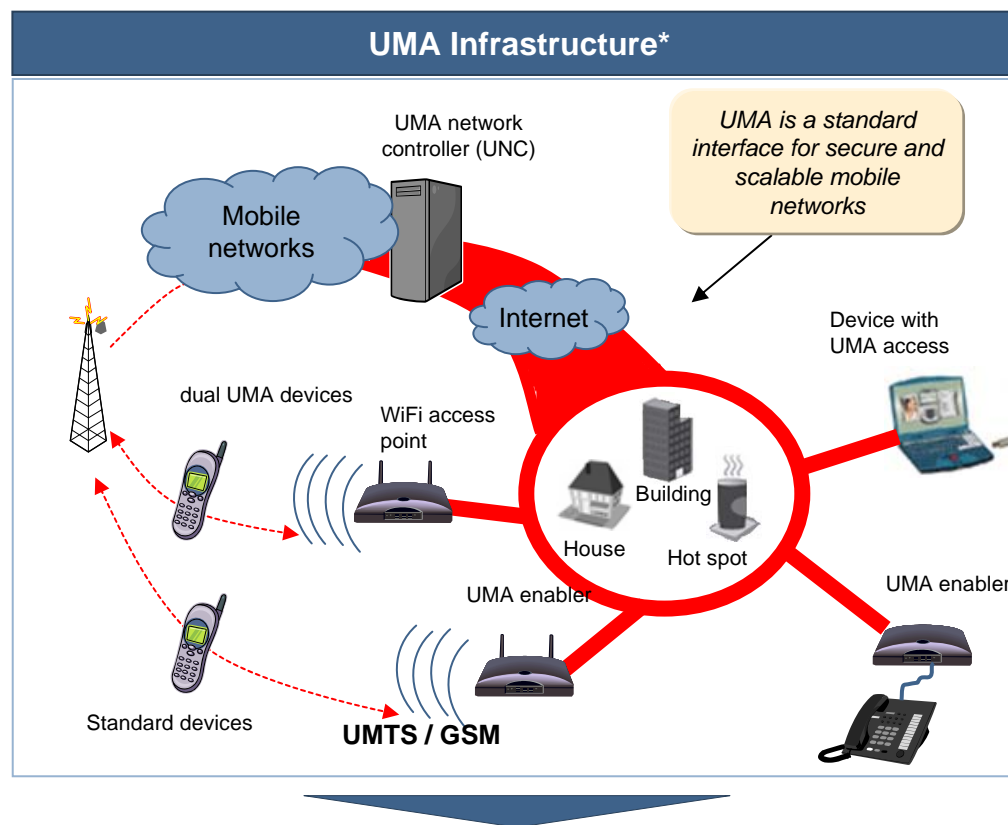 UMA Infrastructure*
UMA network
controller (UNC)
UMA is a standard
interface for secure and
scalable mobile
networks
Mobile
networks
Internet
Device with
UMA access
dual UMA devices
WiFi access
point
Building
House
Hot spot
UMA enabler
UMA enabler
Standard devices
UMTS / GSM